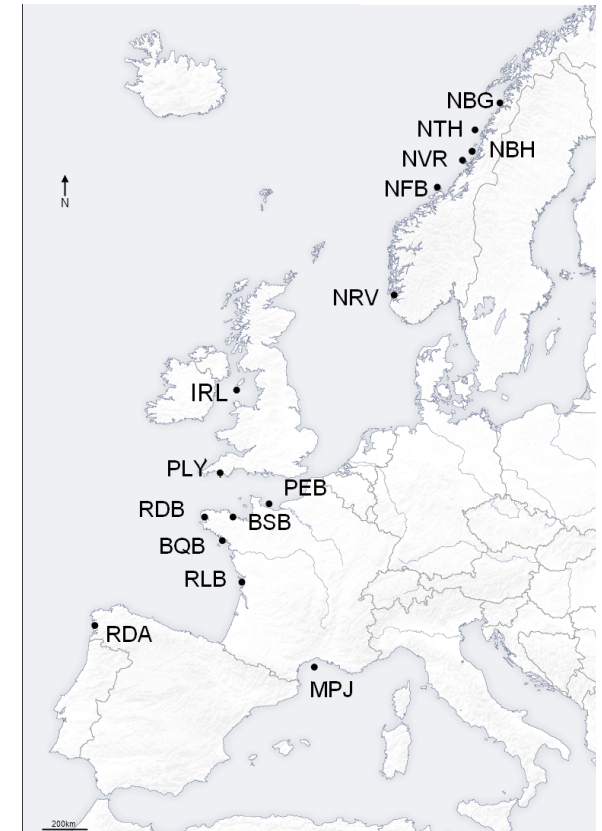 NBG
NTH
NBH
NVR
NFB
N
NRV
IRL
PLY
PEB
RDB
BSB
BQB
RLB
RDA
MPJ
200km